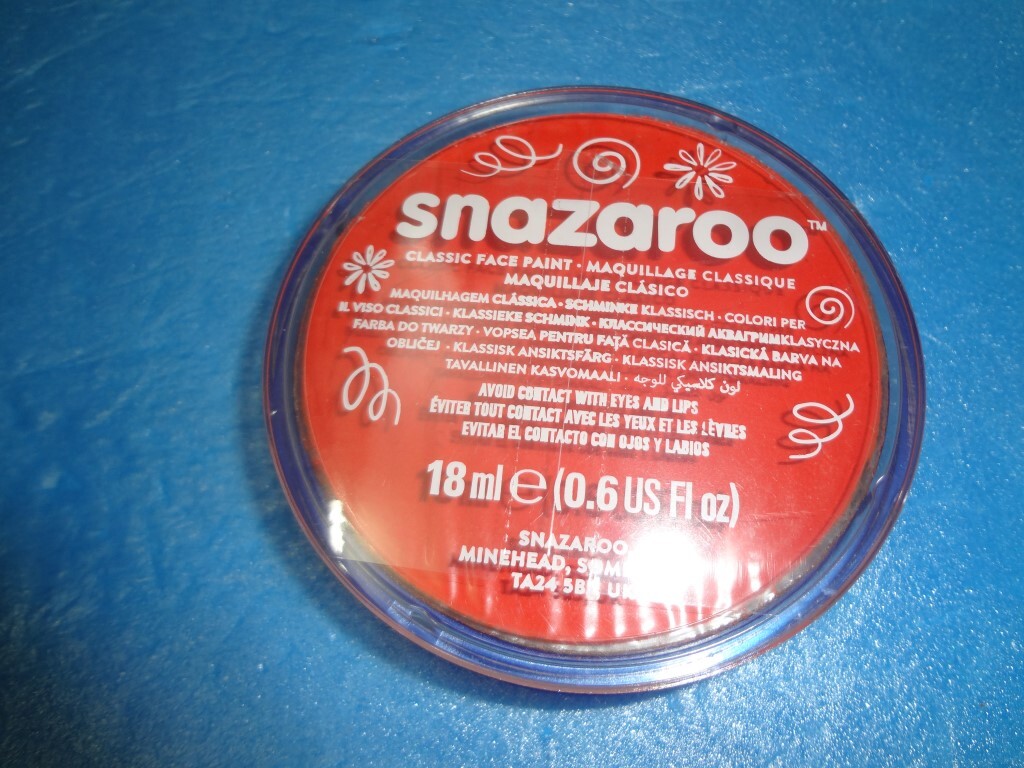 snazaroo™
CLASSIC FACE PAINT · MAQUILLAGE CLASSIQUE
MAQUILLAJE CLÁSICO
MAQUILHAGEM CLÁSSICA · SCHMINKE KLASSISCH · COLORI PER
IL VISO CLASSICI · KLASSIEKE SCHMINK · КЛАССИЧЕСКИЙ АКВАГРИМKLASYCZNA
FARBA DO TWARZY · VOPSEA PENTRU FAȚĂ CLASICĂ · KLASICKÁ BARVA NA
OBLIČEJ · KLASSISK ANSIKTSFÄRG · KLASSISK ANSIKTSMALING
TAVALLINEN KASVOMAALI · لون كلاسيكي للوجه
AVOID CONTACT WITH EYES AND LIPS
ÉVITER TOUT CONTACT AVEC LES YEUX ET LES LÈVRES
EVITAR EL CONTACTO CON OJOS Y LABIOS
18 ml ℮ (0.6 US Fl oz)
SNAZAROO
MINEHEAD,
TA24 UK